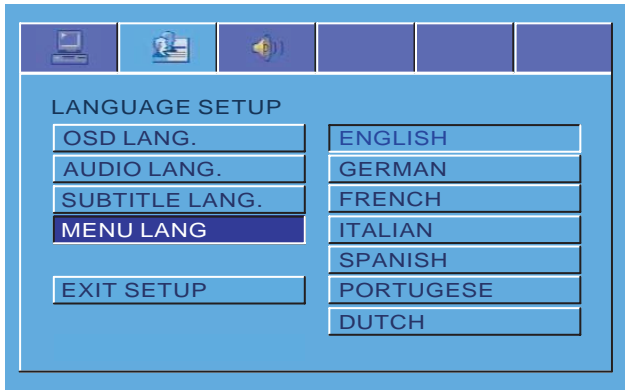 LANGUAGE SETUP
OSD LANG.
AUDIO LANG.
SUBTITLE LANG.
MENU LANG
EXIT SETUP
ENGLISH
GERMAN
FRENCH
ITALIAN
SPANISH
PORTUGESE
DUTCH